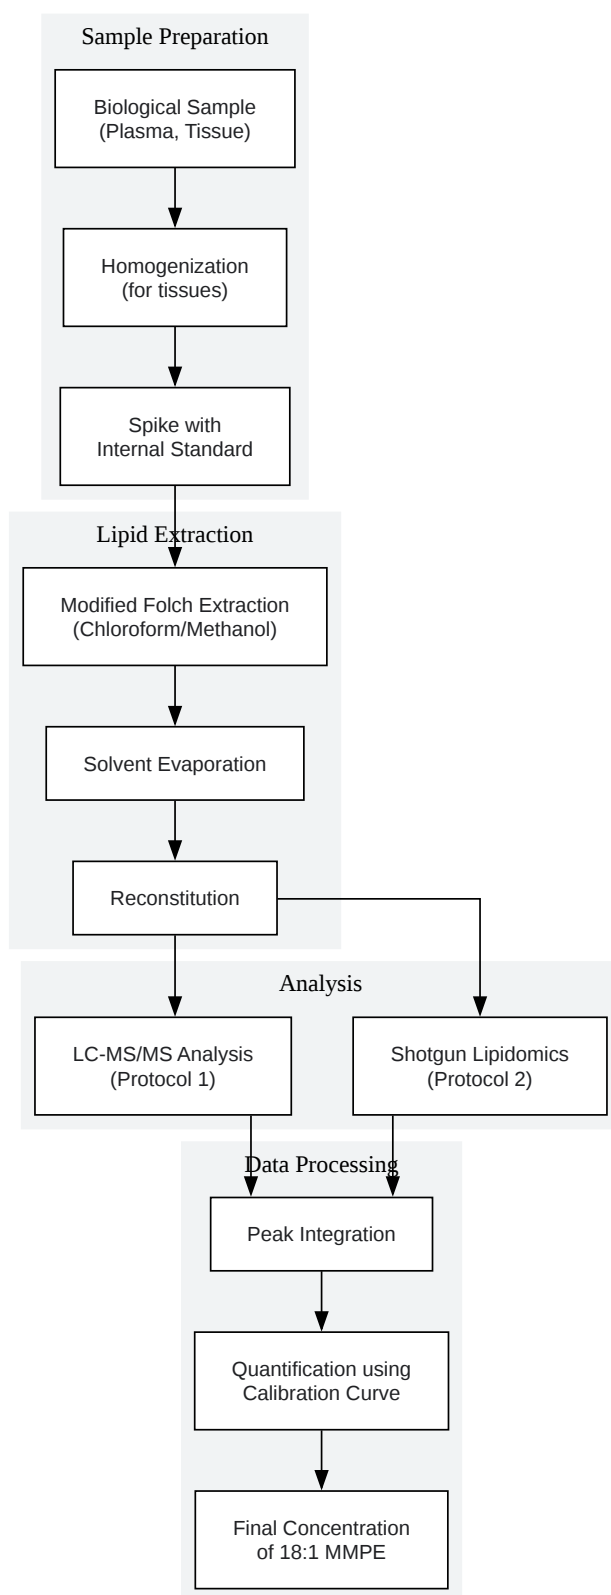 Sample Preparation
Biological Sample
(Plasma, Tissue)
Homogenization
(for tissues)
Spike with
Internal Standard
Lipid Extraction
Modified Folch Extraction
(Chloroform/Methanol)
Solvent Evaporation
Reconstitution
Analysis
LC-MS/MS Analysis
(Protocol 1)
Shotgun Lipidomics
(Protocol 2)
Data Processing
Peak Integration
Quantification using
Calibration Curve
Final Concentration
of 18:1 MMPE